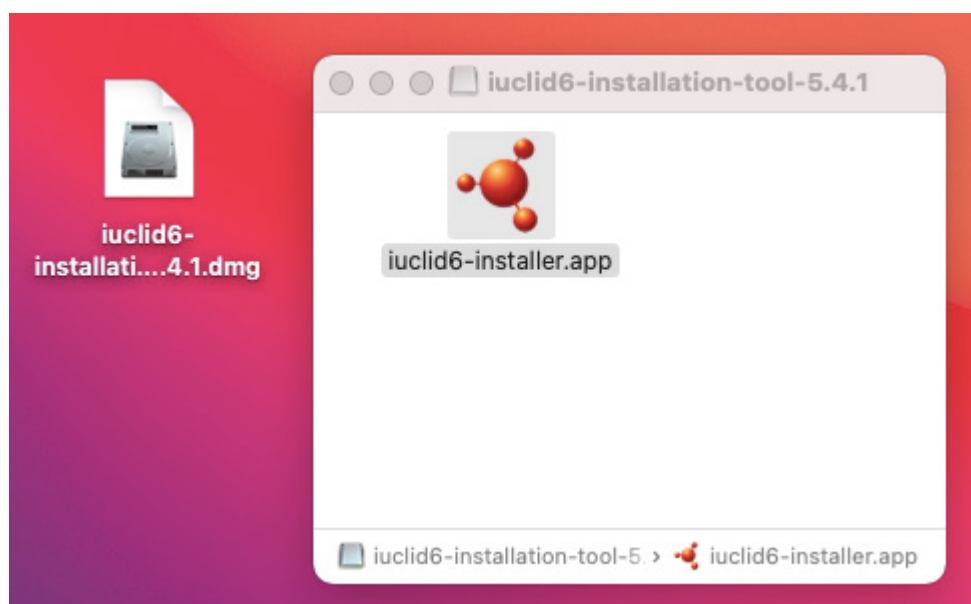 iuclid6-
installati....4.1.dmg
iuclid6-installation-tool-5.4.1
iuclid6-installer.app
iuclid6-installation-tool-5. › iuclid6-installer.app